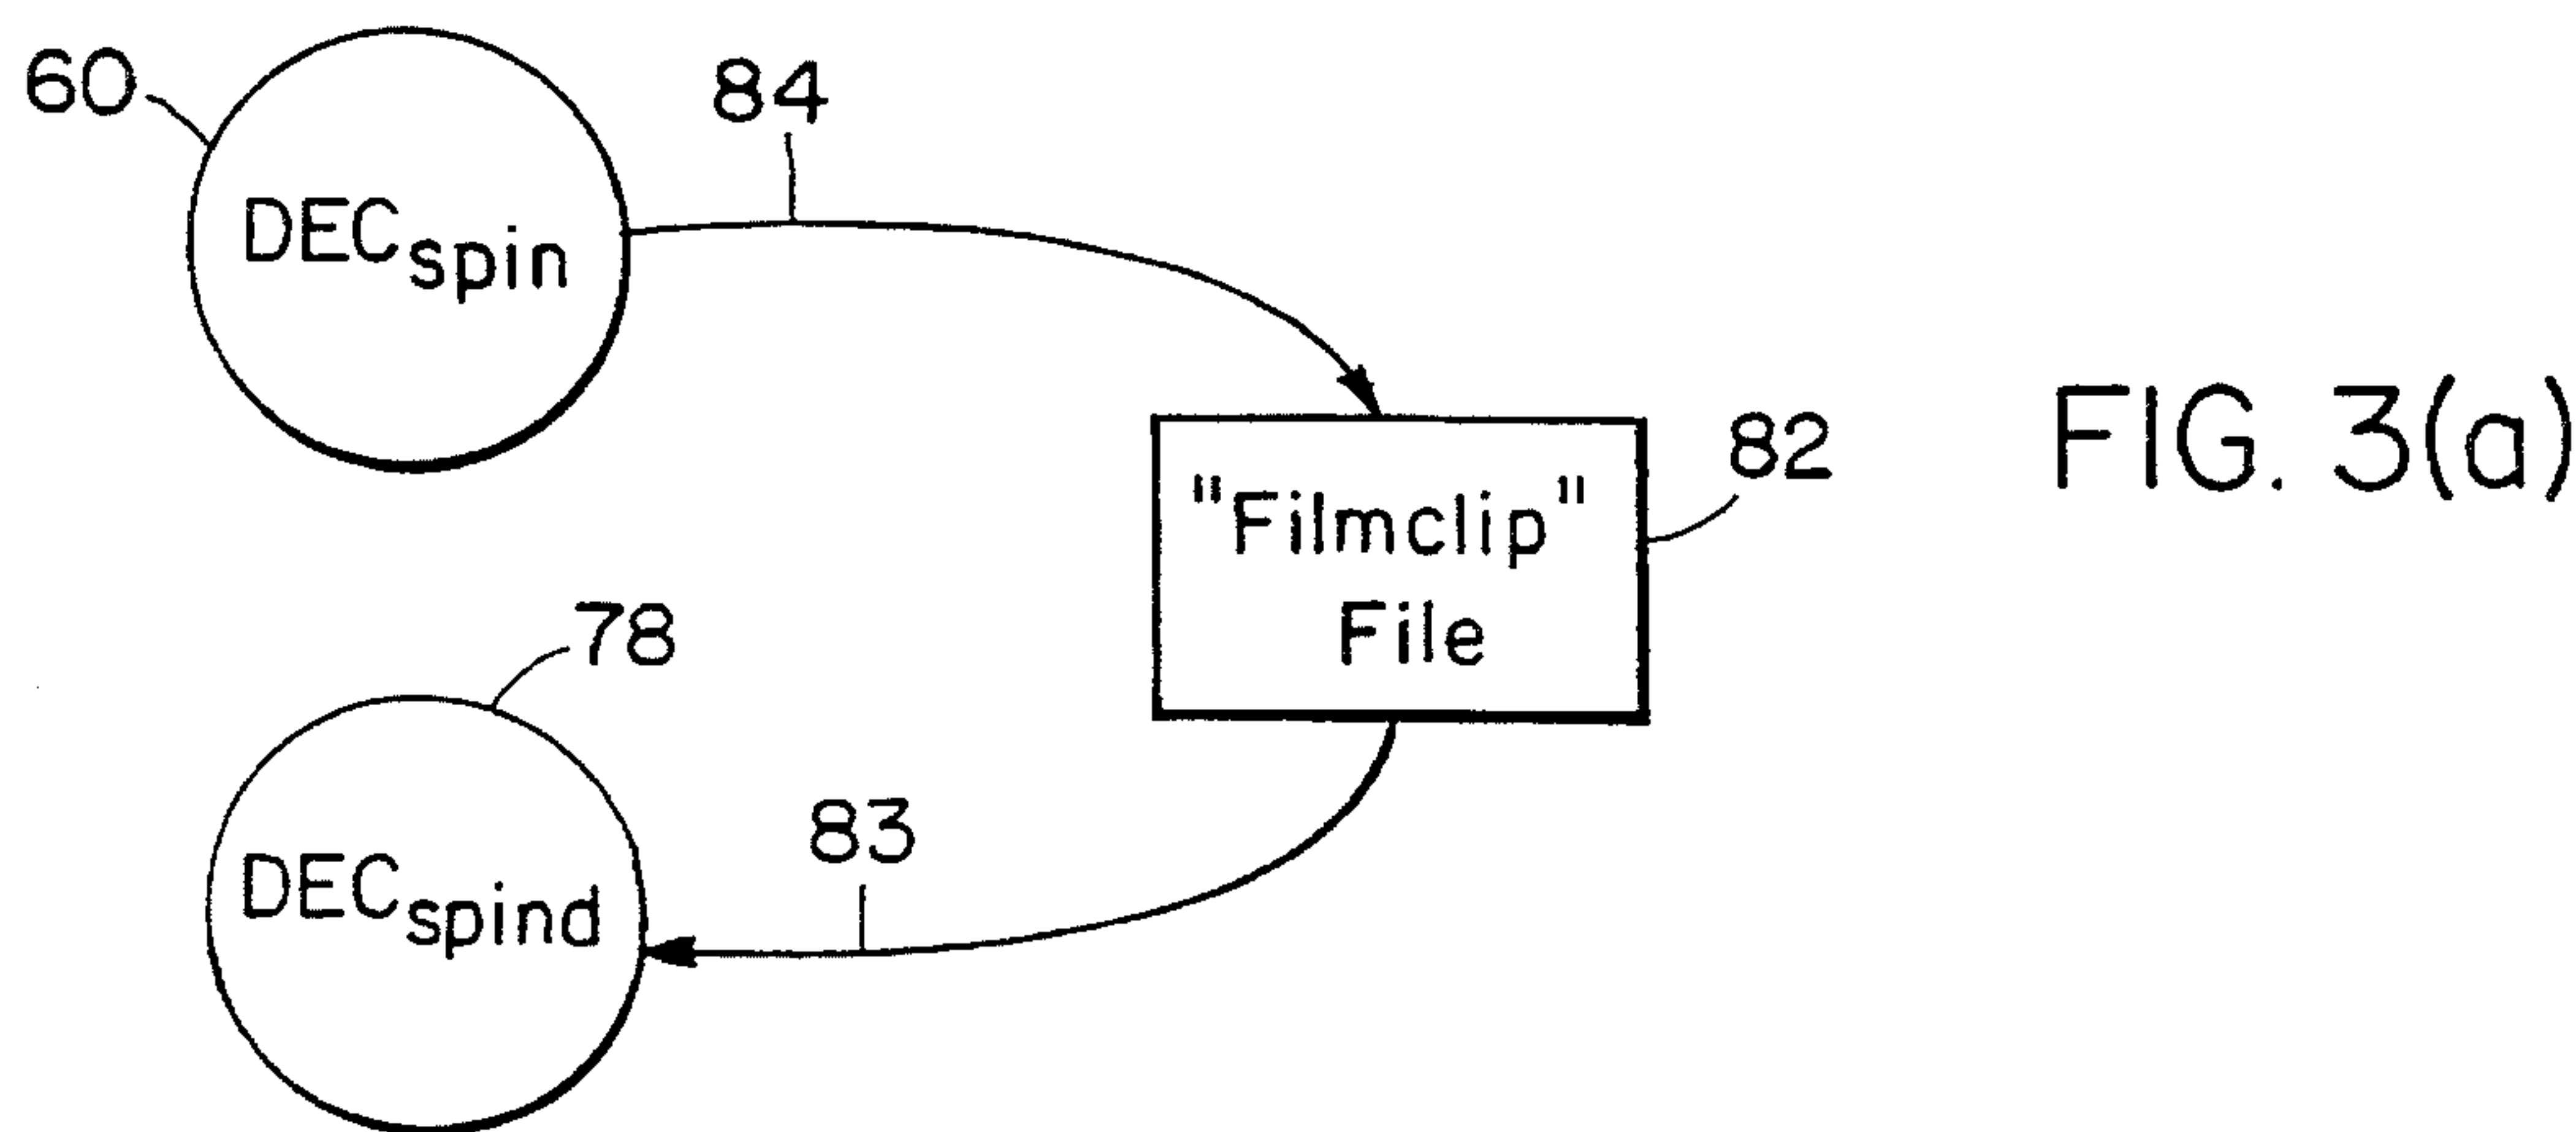 60
84
DECspin
"Filmclip"
File
82
FIG. 3(a)
78
83
DECspind